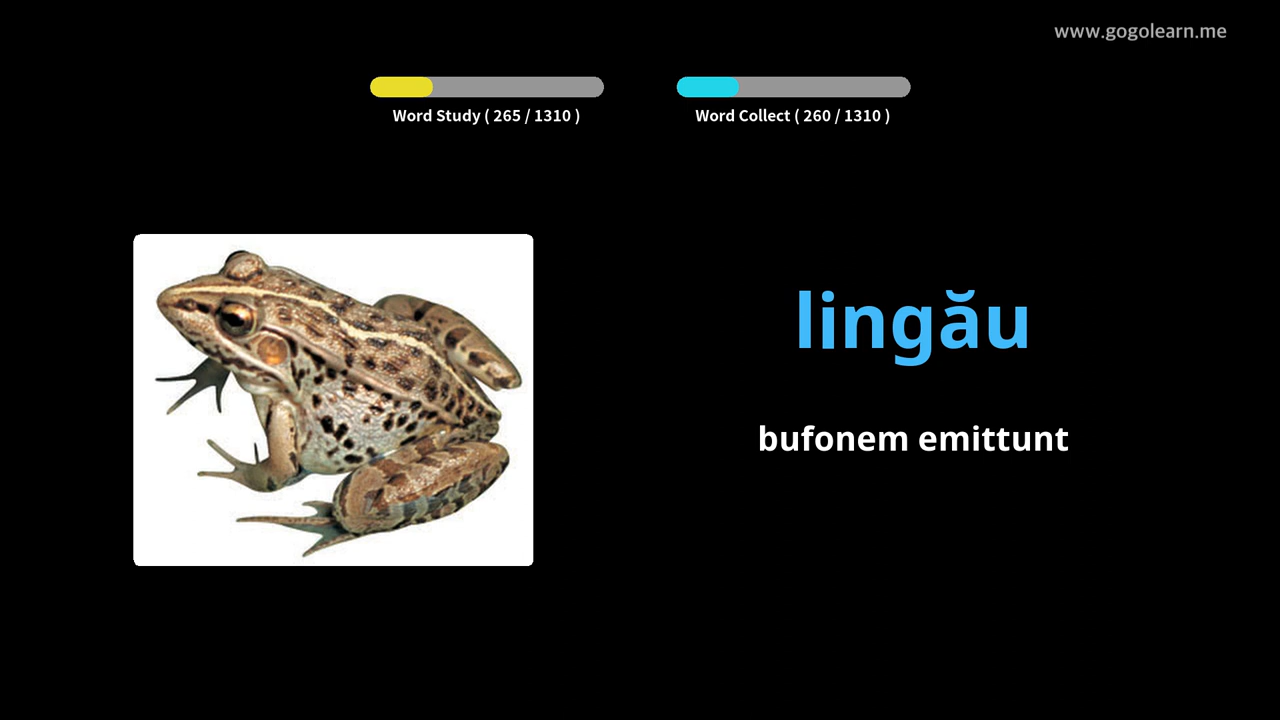 www.gogolearn.me
Word Study ( 265 / 1310 )
Word Collect ( 260 / 1310 )
lingău
bufonem emittunt